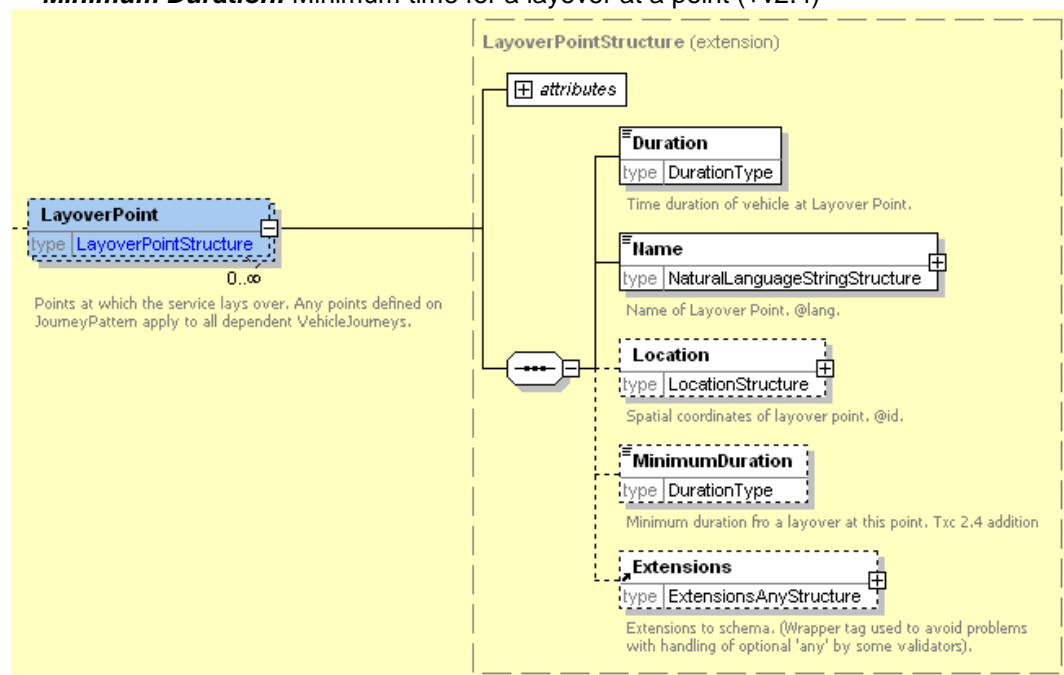 Minimum Duration: Minimum time for a layover at a point (+v2.4)
LayoverPointStructure (extension)
attributes
Duration
type DurationType
Time duration of vehicle at Layover Point.
LayoverPoint
type LayoverPointStructure
0..∞
Points at which the service lays over. Any points defined on
JourneyPattern apply to all dependent VehicleJourneys.
Name
type NaturalLanguageStringStructure
Name of Layover Point. @lang.
Location
type LocationStructure
Spatial coordinates of layover point. @id.
MinimumDuration
type DurationType
Minimum duration fro a layover at this point. Txc 2.4 addition
Extensions
type ExtensionsAnyStructure
Extensions to schema. (Wrapper tag used to avoid problems
with handling of optional 'any' by some validators).